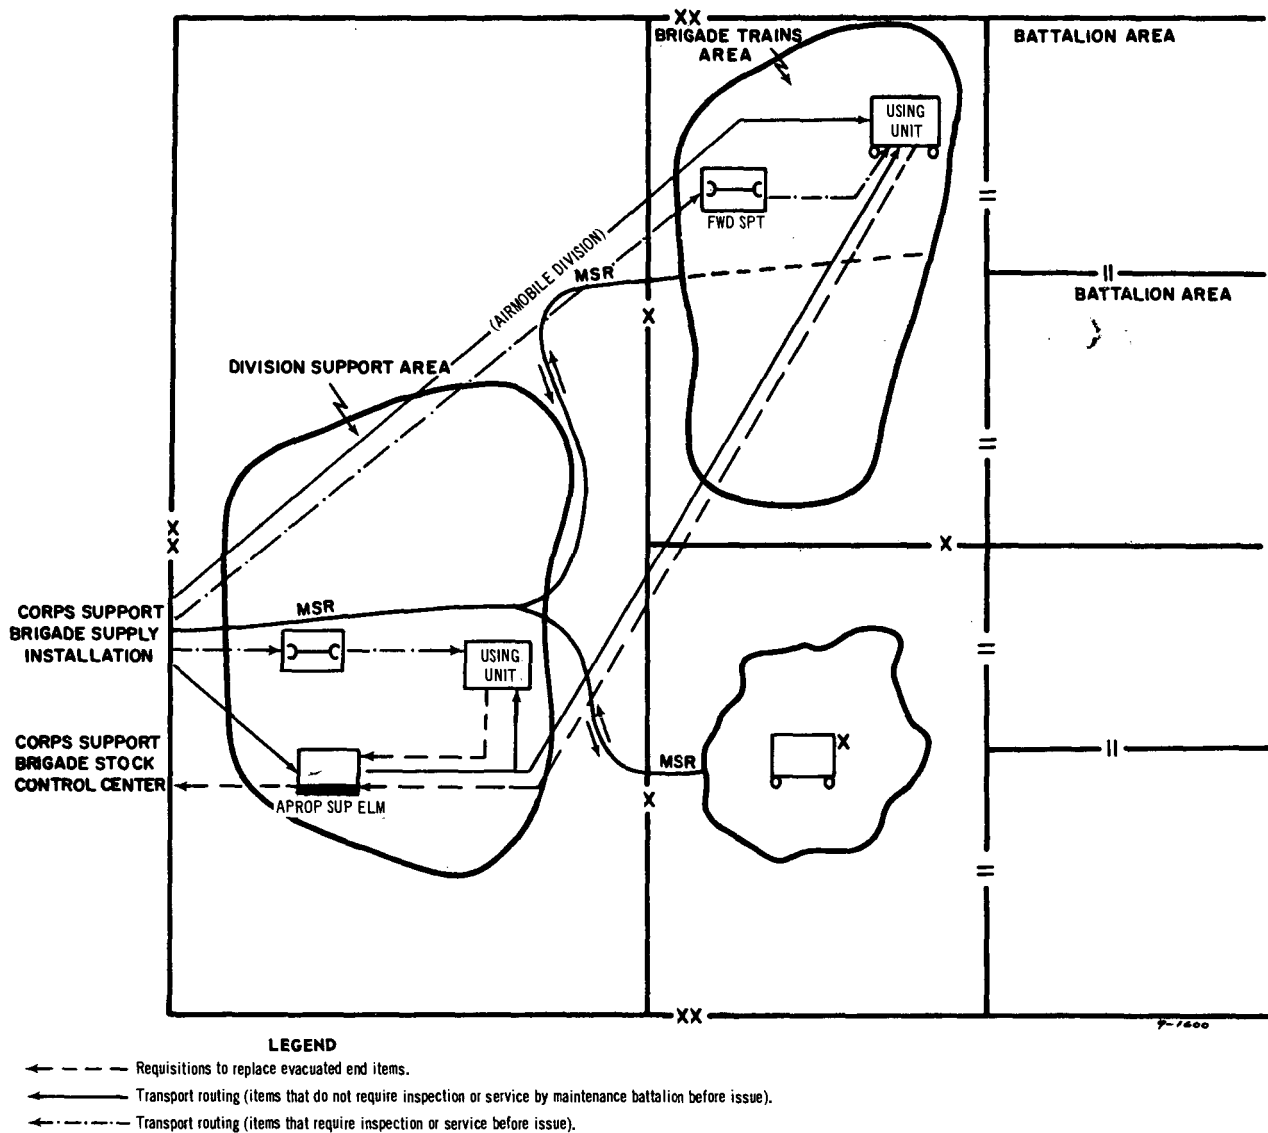 XX
BRIGADE TRAINS
AREA
BATTALION AREA
USING
UNIT
FWD SPT
(AIRMOBILE DIVISION)
MSR
BATTALION AREA
X
DIVISION SUPPORT AREA
X
X
X
CORPS SUPPORT
BRIGADE SUPPLY
INSTALLATION
MSR
USING
UNIT
X
CORPS SUPPORT
BRIGADE STOCK
CONTROL CENTER
MSR
X
APROP SUP ELM
XX
9-1600
LEGEND
Requisitions to replace evacuated end items.
Transport routing (items that do not require inspection or service by maintenance battalion before issue).
Transport routing (items that require inspection or service before issue).